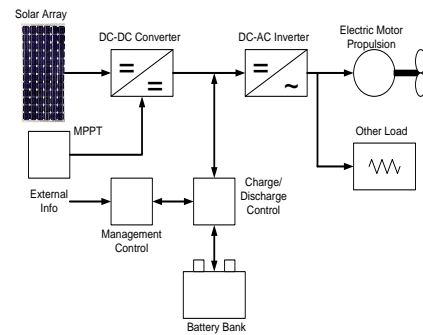 Solar Array
DC-DC Converter
DC-AC Inverter
Electric Motor
Propulsion
MPPT
Other Load
External
Info
Charge/
Discharge
Control
Management
Control
Battery Bank